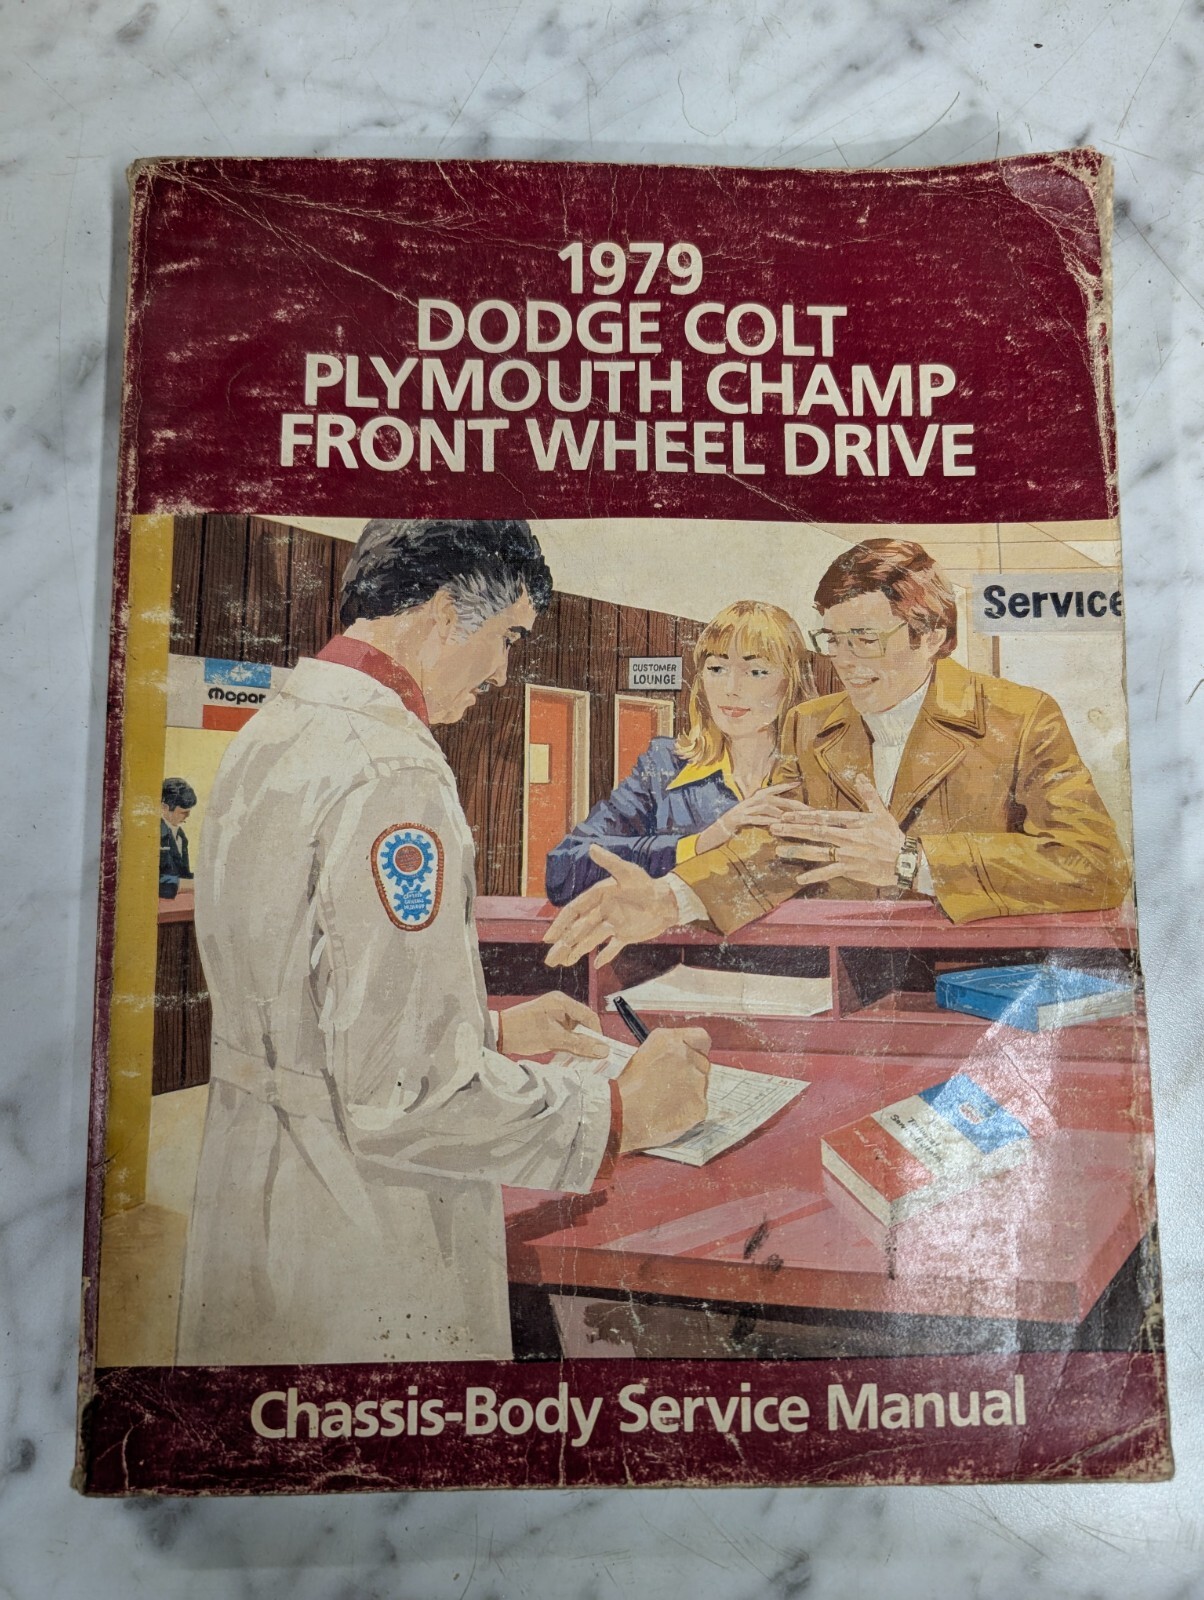 1979
DODGE COLT
PLYMOUTH CHAMP
FRONT WHEEL DRIVE
Service
CUSTOMER
LOUNGE
Mopar
Chassis-Body Service Manual